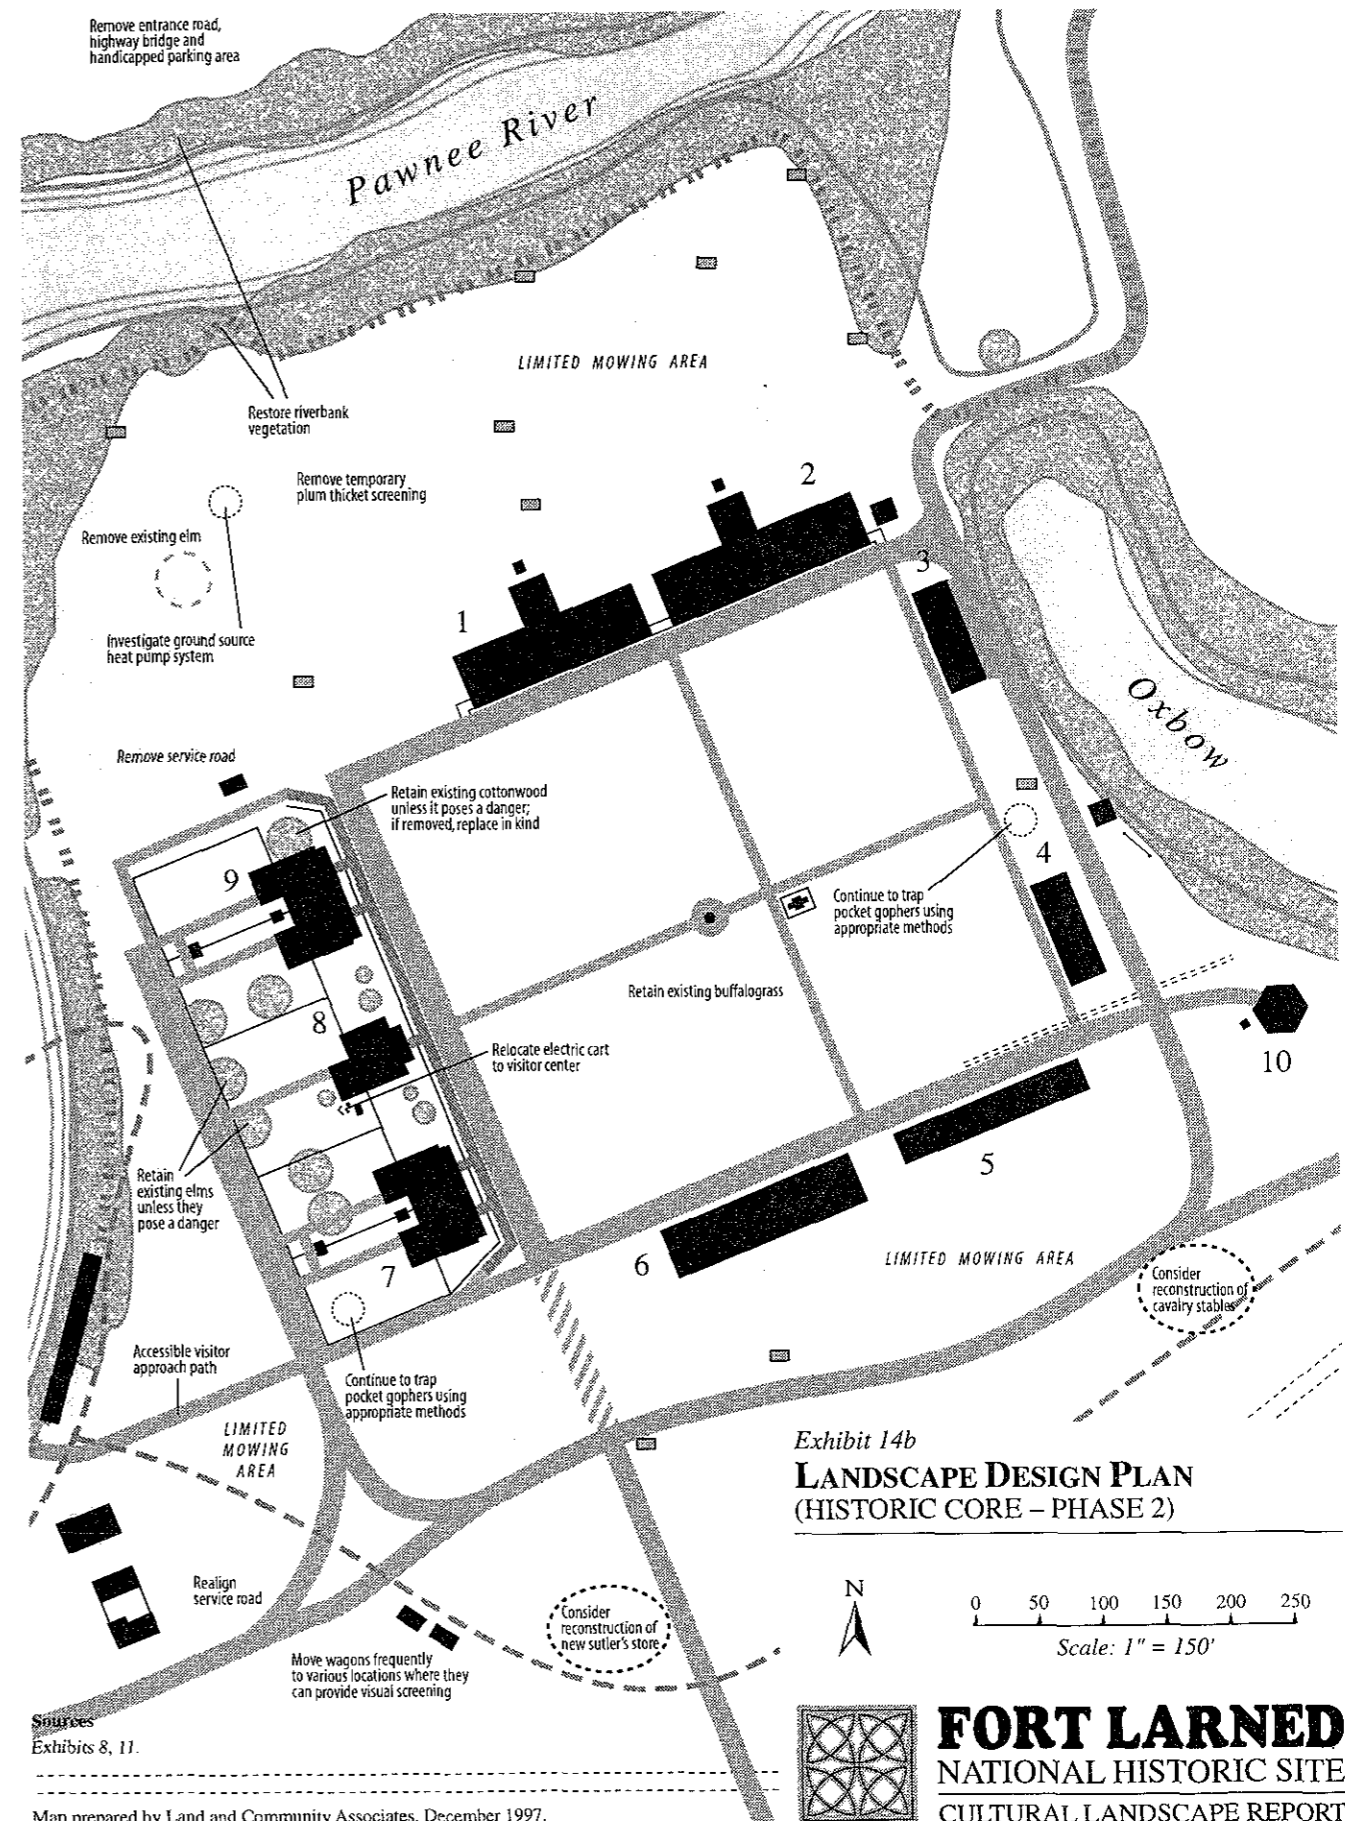 Remove entrance road,
highway bridge and
handicapped parking area
Pawnee River
LIMITED MOWING AREA
Restore riverbank
vegetation
Remove temporary
plum thicket screening
Remove existing elm
Investigate ground source
heat pump system
1
2
3
Oxbow
Remove service road
Retain existing cottonwood
unless it poses a danger;
if removed, replace in kind
9
4
Continue to trap
pocket gophers using
appropriate methods
Retain existing buffalograss
8
Relocate electric cart
to visitor center
10
Retain
existing elms
unless they
pose a danger
5
6
7
LIMITED MOWING AREA
Consider
reconstruction of
cavalry stables
Accessible visitor
approach path
Continue to trap
pocket gophers using
appropriate methods
LIMITED
MOWING
AREA
Exhibit 14b
LANDSCAPE DESIGN PLAN
(HISTORIC CORE – PHASE 2)
Realign
service road
Consider
reconstruction of
new sutler's store
N
0 50 100 150 200 250
Scale: 1" = 150'
Move wagons frequently
to various locations where they
can provide visual screening
Sources
Exhibits 8, 11.
FORT LARNED
NATIONAL HISTORIC SITE
CULTURAL LANDSCAPE REPORT
Map prepared by Land and Community Associates, December 1997.